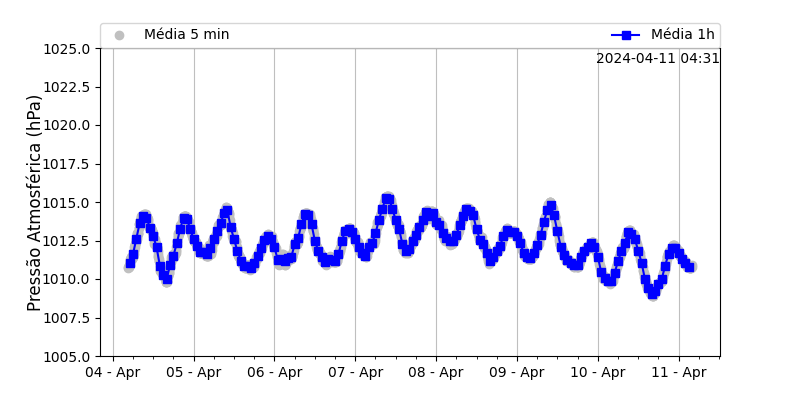 Média 5 min
Média 1h
2024-04-11 04:31
Pressão Atmosférica (hPa)
1025.0
1022.5
1020.0
1017.5
1015.0
1012.5
1010.0
1007.5
1005.0
04 - Apr
05 - Apr
06 - Apr
07 - Apr
08 - Apr
09 - Apr
10 - Apr
11 - Apr